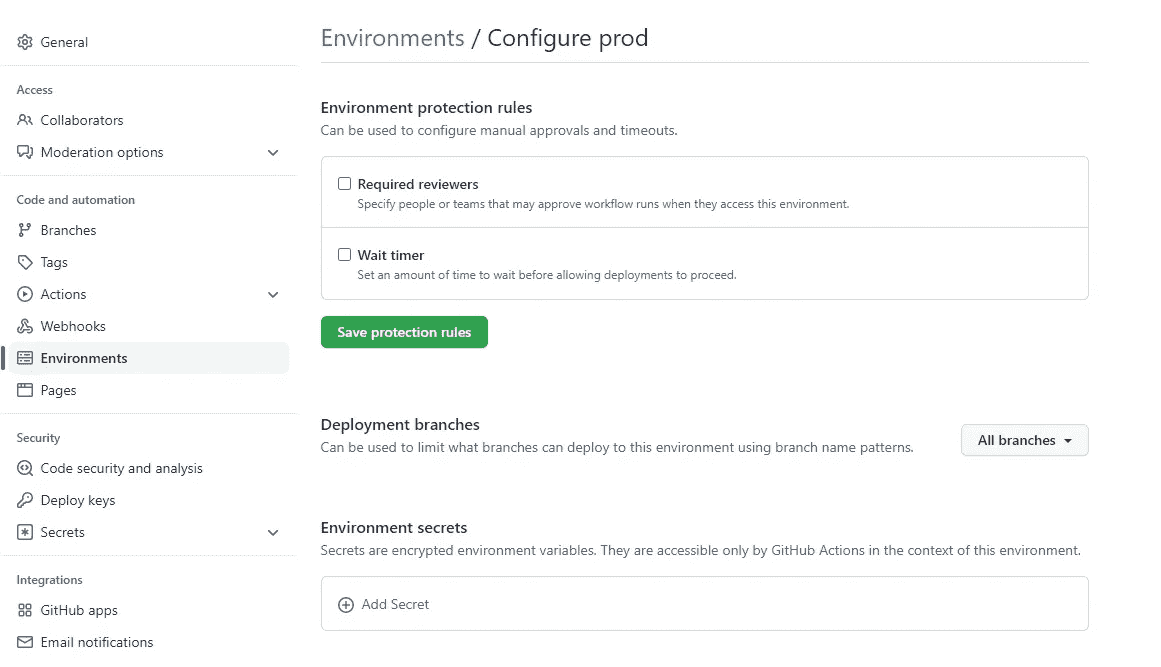 General
Access
Collaborators
Moderation options
Code and automation
Branches
Tags
Actions
Webhooks
Environments
Pages
Security
Code security and analysis
Deploy keys
Secrets
Integrations
GitHub apps
Email notifications
Environments / Configure prod
Environment protection rules
Can be used to configure manual approvals and timeouts.
Required reviewers
Specify people or teams that may approve workflow runs when they access this environment.
Wait timer
Set an amount of time to wait before allowing deployments to proceed.
Save protection rules
Deployment branches
Can be used to limit what branches can deploy to this environment using branch name patterns.
All branches
Environment secrets
Secrets are encrypted environment variables. They are accessible only by GitHub Actions in the context of this environment.
Add Secret